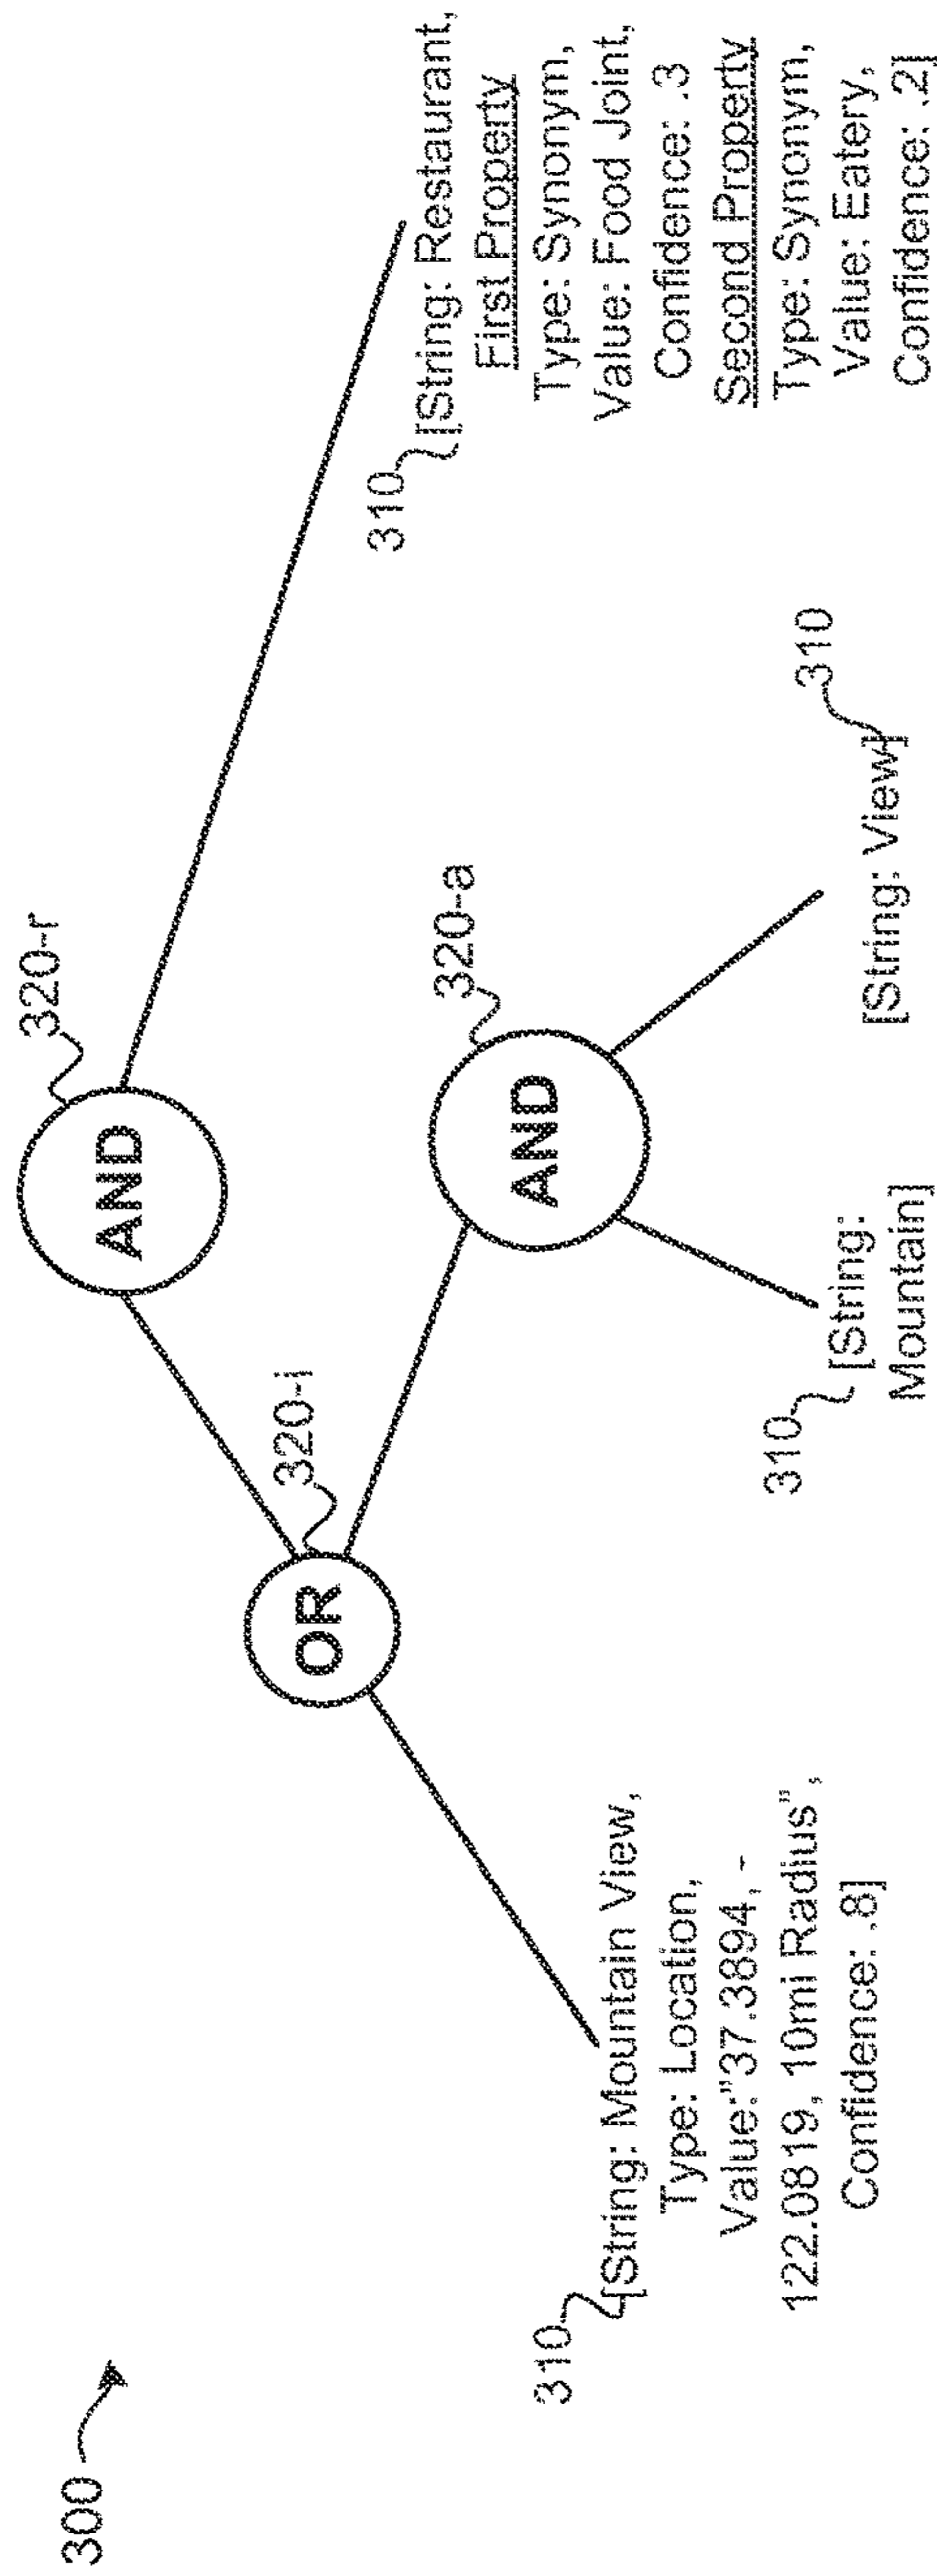 300
320-r
AND
320-i
OR
320-a
AND
310
[String: Mountain View,
Type: Location,
Value:"37.3894, -
122.0819, 10mi Radius",
Confidence: .8]
310
[String:
Mountain]
310
[String: View]
310
[String: Restaurant,
First Property
Type: Synonym,
Value: Food Joint,
Confidence: .3
Second Property
Type: Synonym,
Value: Eatery,
Confidence: .2]